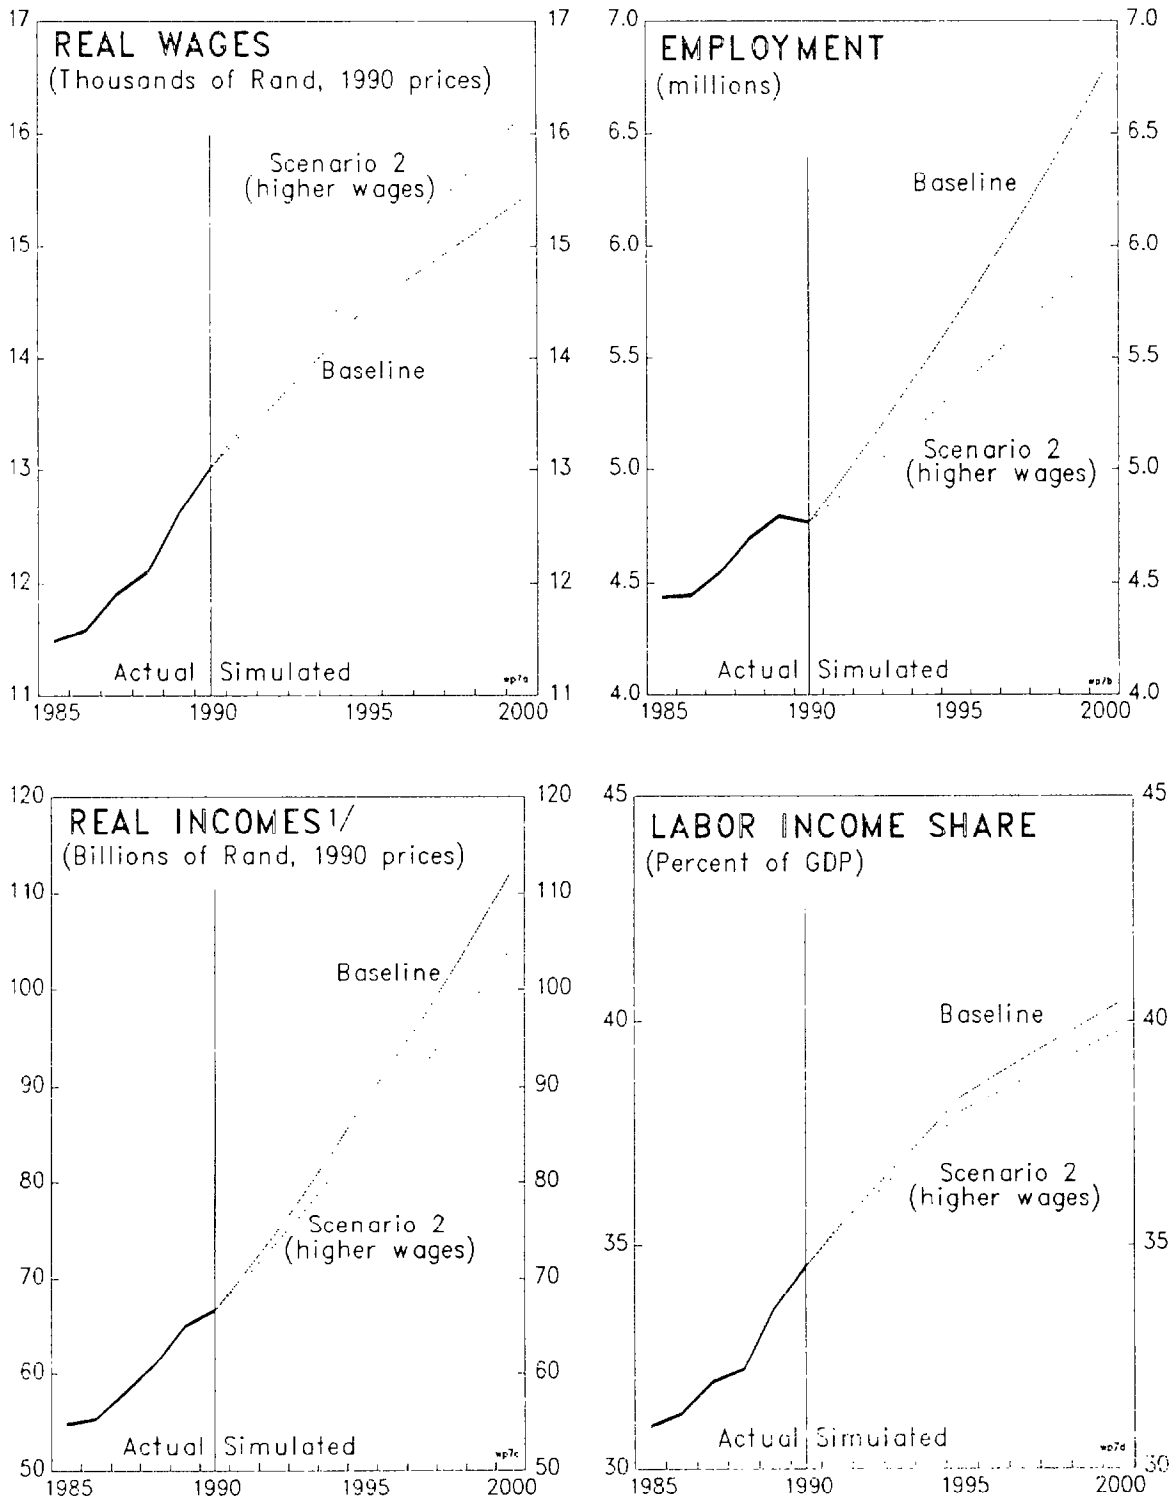 REAL WAGES
(Thousands of Rand, 1990 prices)
17
16
15
14
13
12
11
17
16
15
14
13
12
11
Scenario 2
(higher wages)
Baseline
Actual Simulated
wp7a
1985 1990 1995 2000
EMPLOYMENT
(millions)
7.0
6.5
6.0
5.5
5.0
4.5
4.0
7.0
6.5
6.0
5.5
5.0
4.5
4.0
Baseline
Scenario 2
(higher wages)
Actual Simulated
wp7b
1985 1990 1995 2000
REAL INCOMES 1/
(Billions of Rand, 1990 prices)
120
110
100
90
80
70
60
50
120
110
100
90
80
70
60
50
Baseline
Scenario 2
(higher wages)
Actual Simulated
wp7c
1985 1990 1995 2000
LABOR INCOME SHARE
(Percent of GDP)
45
40
35
30
45
40
35
30
Baseline
Scenario 2
(higher wages)
Actual Simulated
wp7d
1985 1990 1995 2000